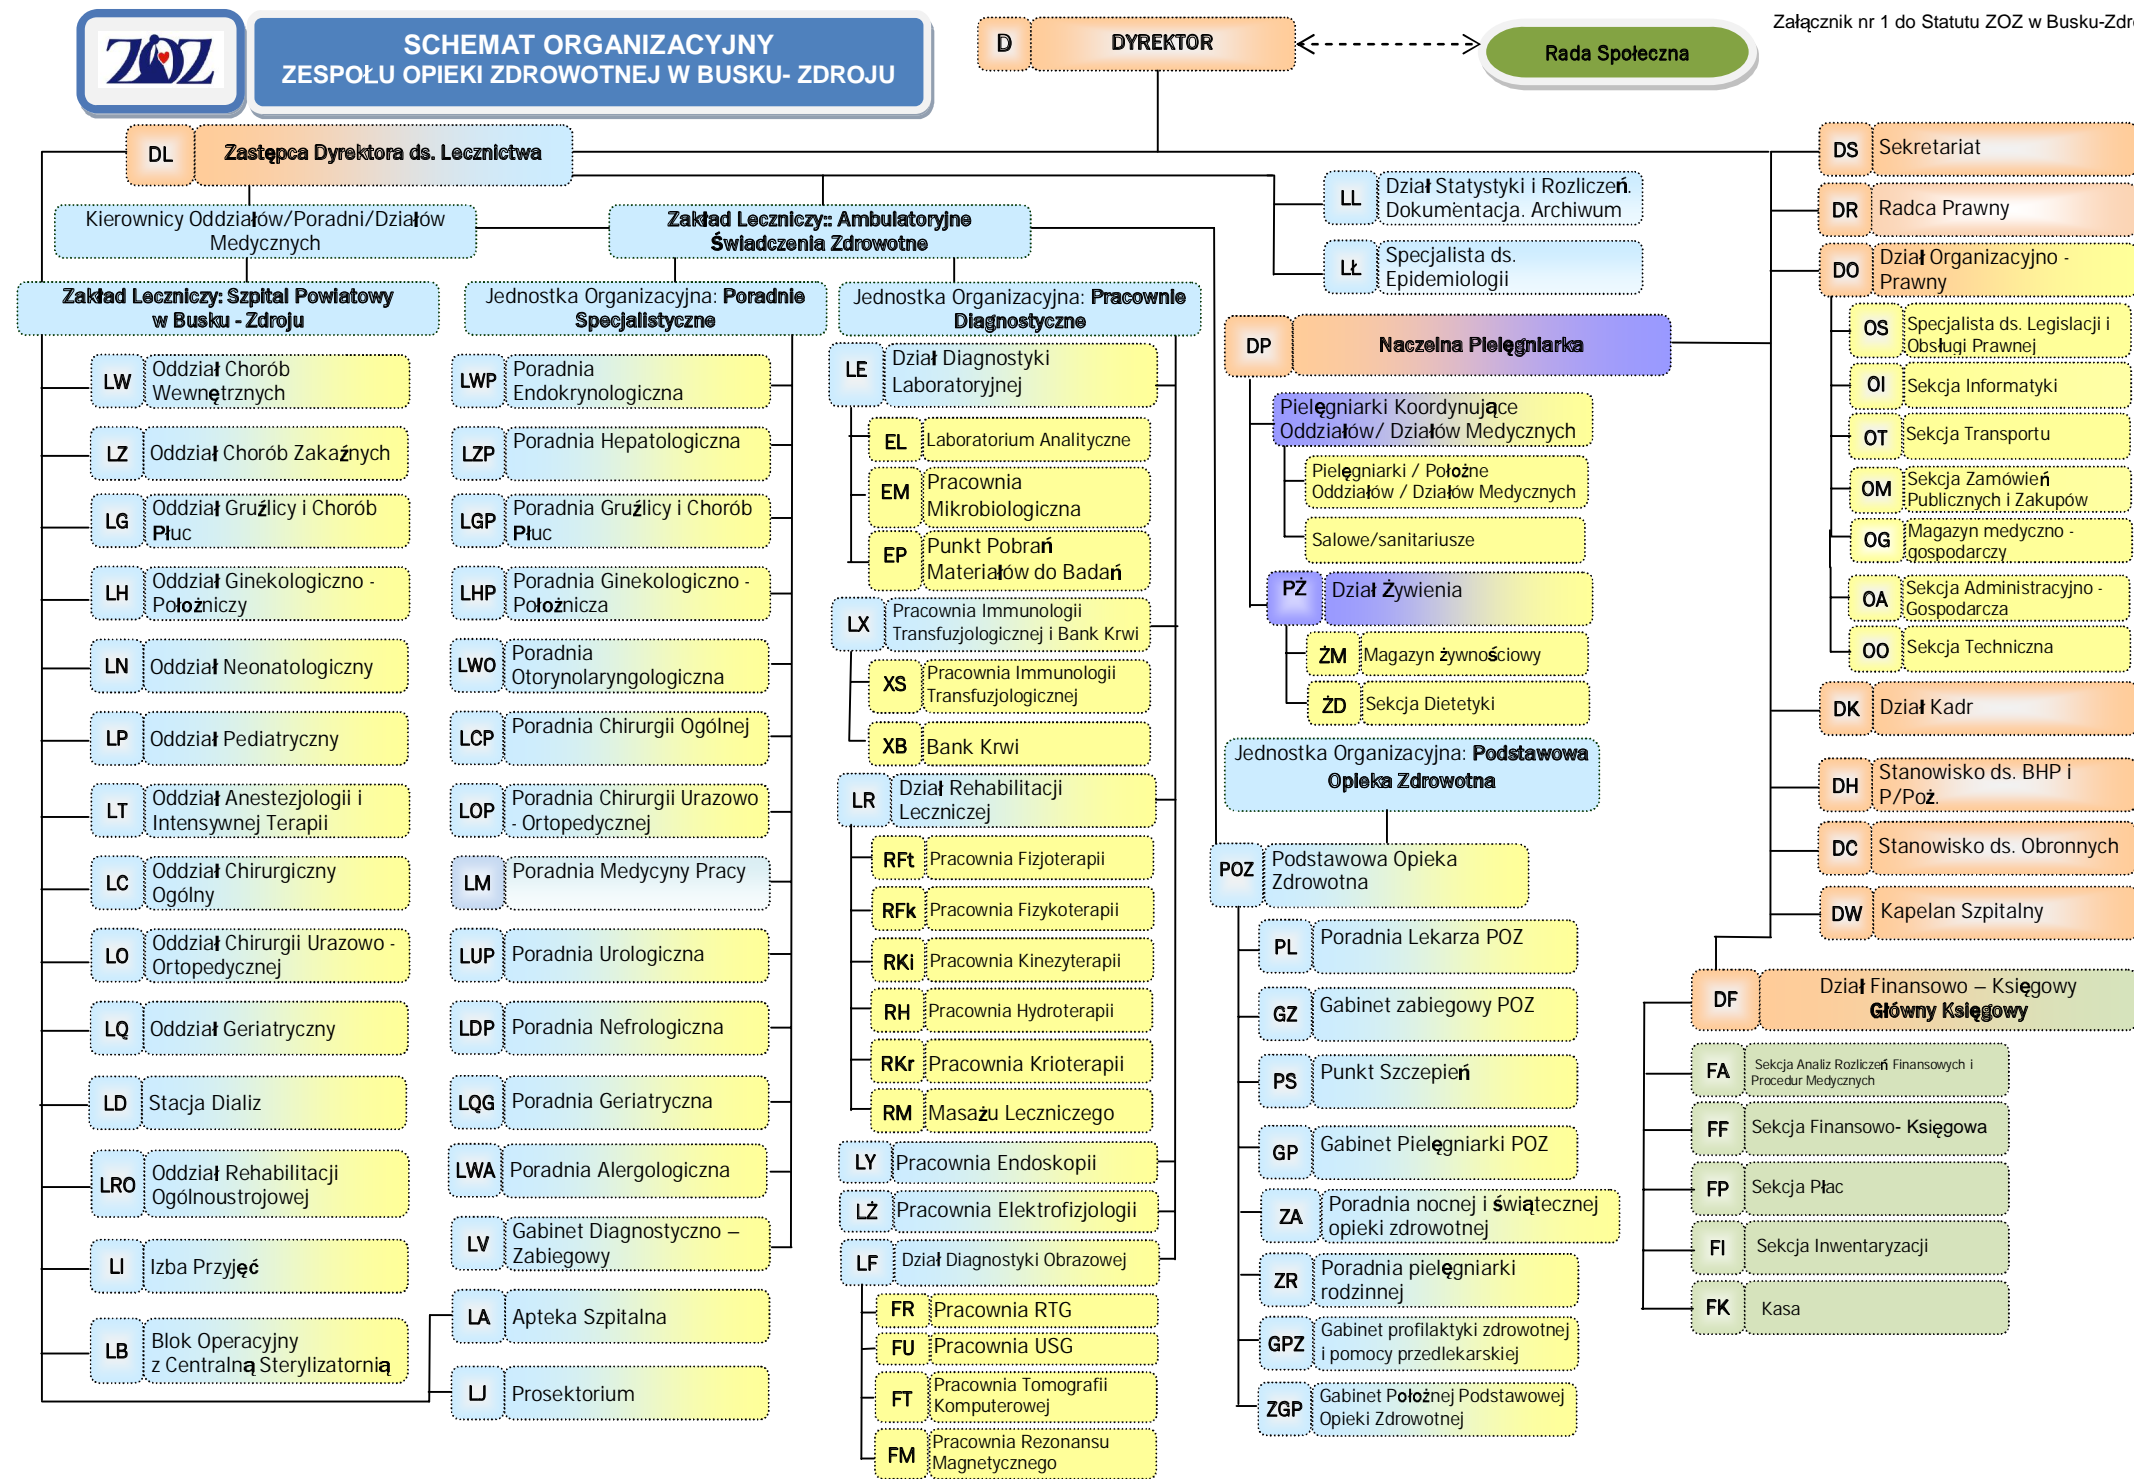 ZOZ
SCHEMAT ORGANIZACYJNY
ZESPOŁU OPIEKI ZDROWOTNEJ W BUSKU- ZDROJU
D
DYREKTOR
Rada Społeczna
Załącznik nr 1 do Statutu ZOZ w Busku-Zdro
DL
Zastępca Dyrektora ds. Lecznictwa
Kierownicy Oddziałów/Poradni/Działów
Medycznych
Zakład Leczniczy:: Ambulatoryjne
Świadczenia Zdrowotne
LL
Dział Statystyki i Rozliczeń.
Dokumentacja. Archiwum
LŁ
Specjalista ds.
Epidemiologii
Zakład Leczniczy: Szpital Powiatowy
w Busku - Zdroju
LW
Oddział Chorób
Wewnętrznych
LZ
Oddział Chorób Zakaźnych
LG
Oddział Gruźlicy i Chorób
Płuc
LH
Oddział Ginekologiczno -
Położniczy
LN
Oddział Neonatologiczny
LP
Oddział Pediatryczny
LT
Oddział Anestezjologii i
Intensywnej Terapii
LC
Oddział Chirurgiczny
Ogólny
LO
Oddział Chirurgii Urazowo -
Ortopedycznej
LQ
Oddział Geriatryczny
LD
Stacja Dializ
LRO
Oddział Rehabilitacji
Ogólnoustrojowej
LI
Izba Przyjęć
LB
Blok Operacyjny
z Centralną Sterylizatornią
Jednostka Organizacyjna: Poradnie
Specjalistyczne
LWP
Poradnia
Endokrynologiczna
LZP
Poradnia Hepatologiczna
LGP
Poradnia Gruźlicy i Chorób
Płuc
LHP
Poradnia Ginekologiczno -
Położnicza
LWO
Poradnia
Otorynolaryngologiczna
LCP
Poradnia Chirurgii Ogólnej
LOP
Poradnia Chirurgii Urazowo
- Ortopedycznej
LM
Poradnia Medycyny Pracy
LUP
Poradnia Urologiczna
LDP
Poradnia Nefrologiczna
LQG
Poradnia Geriatryczna
LWA
Poradnia Alergologiczna
LV
Gabinet Diagnostyczno –
Zabiegowy
LA
Apteka Szpitalna
LJ
Prosektorium
Jednostka Organizacyjna: Pracownie
Diagnostyczne
LE
Dział Diagnostyki
Laboratoryjnej
EL
Laboratorium Analityczne
EM
Pracownia
Mikrobiologiczna
EP
Punkt Pobrań
Materiałów do Badań
LX
Pracownia Immunologii
Transfuzjologicznej i Bank Krwi
XS
Pracownia Immunologii
Transfuzjologicznej
XB
Bank Krwi
LR
Dział Rehabilitacji
Leczniczej
RFt
Pracownia Fizjoterapii
RFk
Pracownia Fizykoterapii
RKi
Pracownia Kinezyterapii
RH
Pracownia Hydroterapii
RKr
Pracownia Krioterapii
RM
Masażu Leczniczego
LY
Pracownia Endoskopii
LŻ
Pracownia Elektrofizjologii
LF
Dział Diagnostyki Obrazowej
FR
Pracownia RTG
FU
Pracownia USG
FT
Pracownia Tomografii
Komputerowej
FM
Pracownia Rezonansu
Magnetycznego
DP
Naczelna Pielęgniarka
Pielęgniarki Koordynujące
Oddziałów/ Działów Medycznych
Pielęgniarki / Położne
Oddziałów / Działów Medycznych
Salowe/sanitariusze
PŻ
Dział Żywienia
ŻM
Magazyn żywnościowy
ŻD
Sekcja Dietetyki
Jednostka Organizacyjna: Podstawowa
Opieka Zdrowotna
POZ
Podstawowa Opieka
Zdrowotna
PL
Poradnia Lekarza POZ
GZ
Gabinet zabiegowy POZ
PS
Punkt Szczepień
GP
Gabinet Pielęgniarki POZ
ZA
Poradnia nocnej i świątecznej
opieki zdrowotnej
ZR
Poradnia pielęgniarki
rodzinnej
GPZ
Gabinet profilaktyki zdrowotnej
i pomocy przedlekarskiej
ZGP
Gabinet Położnej Podstawowej
Opieki Zdrowotnej
DS
Sekretariat
DR
Radca Prawny
DO
Dział Organizacyjno -
Prawny
OS
Specjalista ds. Legislacji i
Obsługi Prawnej
OI
Sekcja Informatyki
OT
Sekcja Transportu
OM
Sekcja Zamówień
Publicznych i Zakupów
OG
Magazyn medyczno -
gospodarczy
OA
Sekcja Administracyjno -
Gospodarcza
OO
Sekcja Techniczna
DK
Dział Kadr
DH
Stanowisko ds. BHP i
P/Poż.
DC
Stanowisko ds. Obronnych
DW
Kapelan Szpitalny
DF
Dział Finansowo – Księgowy
Główny Księgowy
FA
Sekcja Analiz Rozliczeń Finansowych i
Procedur Medycznych
FF
Sekcja Finansowo- Księgowa
FP
Sekcja Płac
FI
Sekcja Inwentaryzacji
FK
Kasa